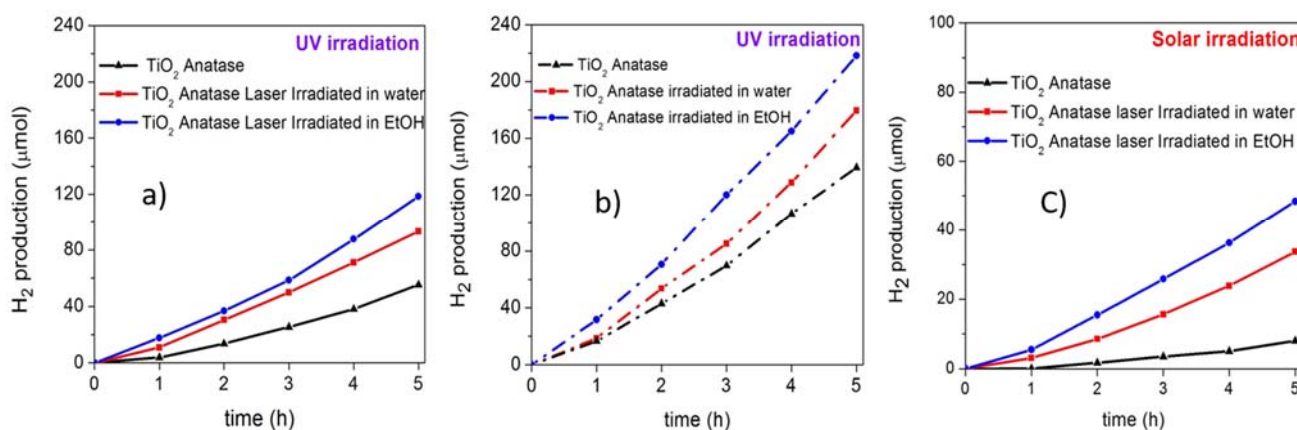 240
200
160
120
80
40
0
H2 production (µmol)
UV irradiation
TiO2 Anatase
TiO2 Anatase Laser Irradiated in water
TiO2 Anatase Laser Irradiated in EtOH
a)
0 1 2 3 4 5
time (h)
240
200
160
120
80
40
0
H2 production (µmol)
UV irradiation
TiO2 Anatase
TiO2 Anatase irradiated in water
TiO2 Anatase irradiated in EtOH
b)
0 1 2 3 4 5
time (h)
100
80
60
40
20
0
H2 production (µmol)
Solar irradiation
TiO2 Anatase
TiO2 Anatase laser Irradiated in water
TiO2 Anatase laser Irradiated in EtOH
C)
0 1 2 3 4 5
time (h)